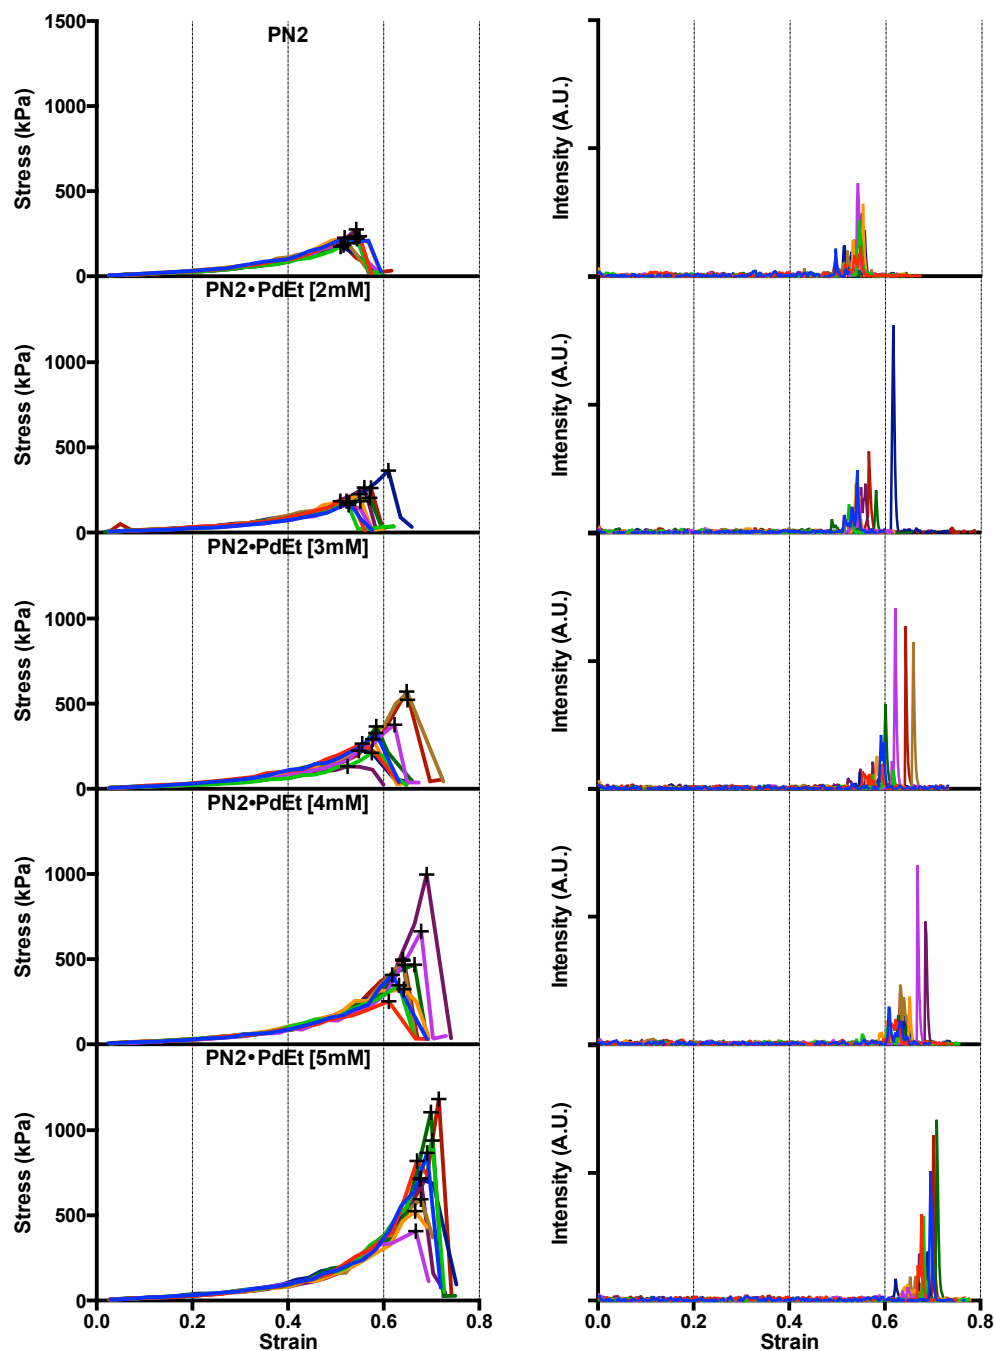 1500
PN2
1000
Stress (kPa)
Intensity (A.U.)
500
0
PN2•PdEt [2mM]
1000
Stress (kPa)
Intensity (A.U.)
500
0
PN2•PdEt [3mM]
1000
Stress (kPa)
Intensity (A.U.)
500
0
PN2•PdEt [4mM]
1000
Stress (kPa)
Intensity (A.U.)
500
0
PN2•PdEt [5mM]
1000
Stress (kPa)
Intensity (A.U.)
500
0
0.0 0.2 0.4 0.6 0.8 0.0 0.2 0.4 0.6 0.8
Strain Strain